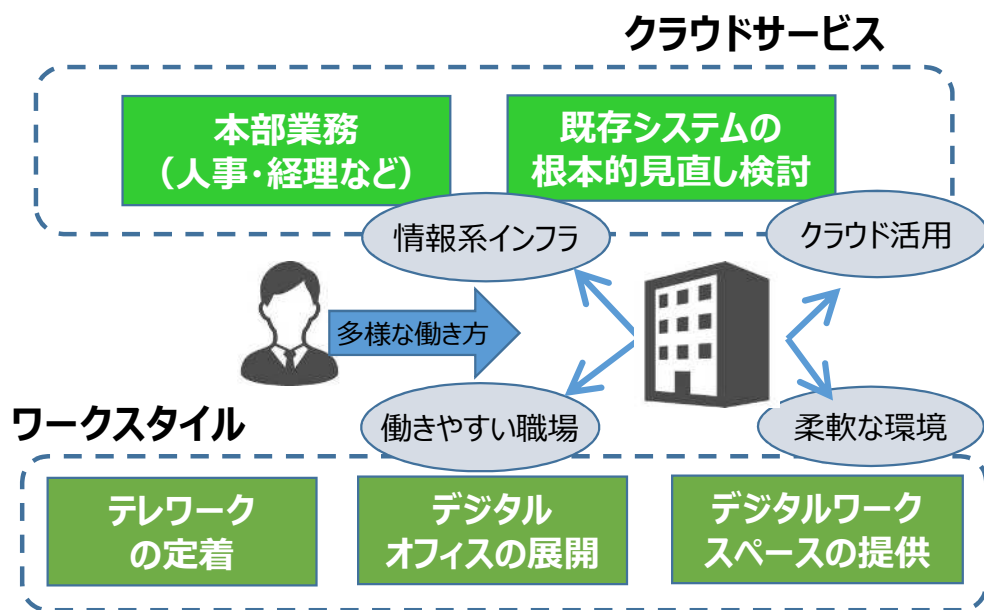 クラウドサービス
本部業務
（人事・経理など）
既存システムの
根本的見直し検討
情報系インフラ
クラウド活用
多様な働き方
ワークスタイル
働きやすい職場
柔軟な環境
テレワーク
の定着
デジタル
オフィスの展開
デジタルワーク
スペースの提供